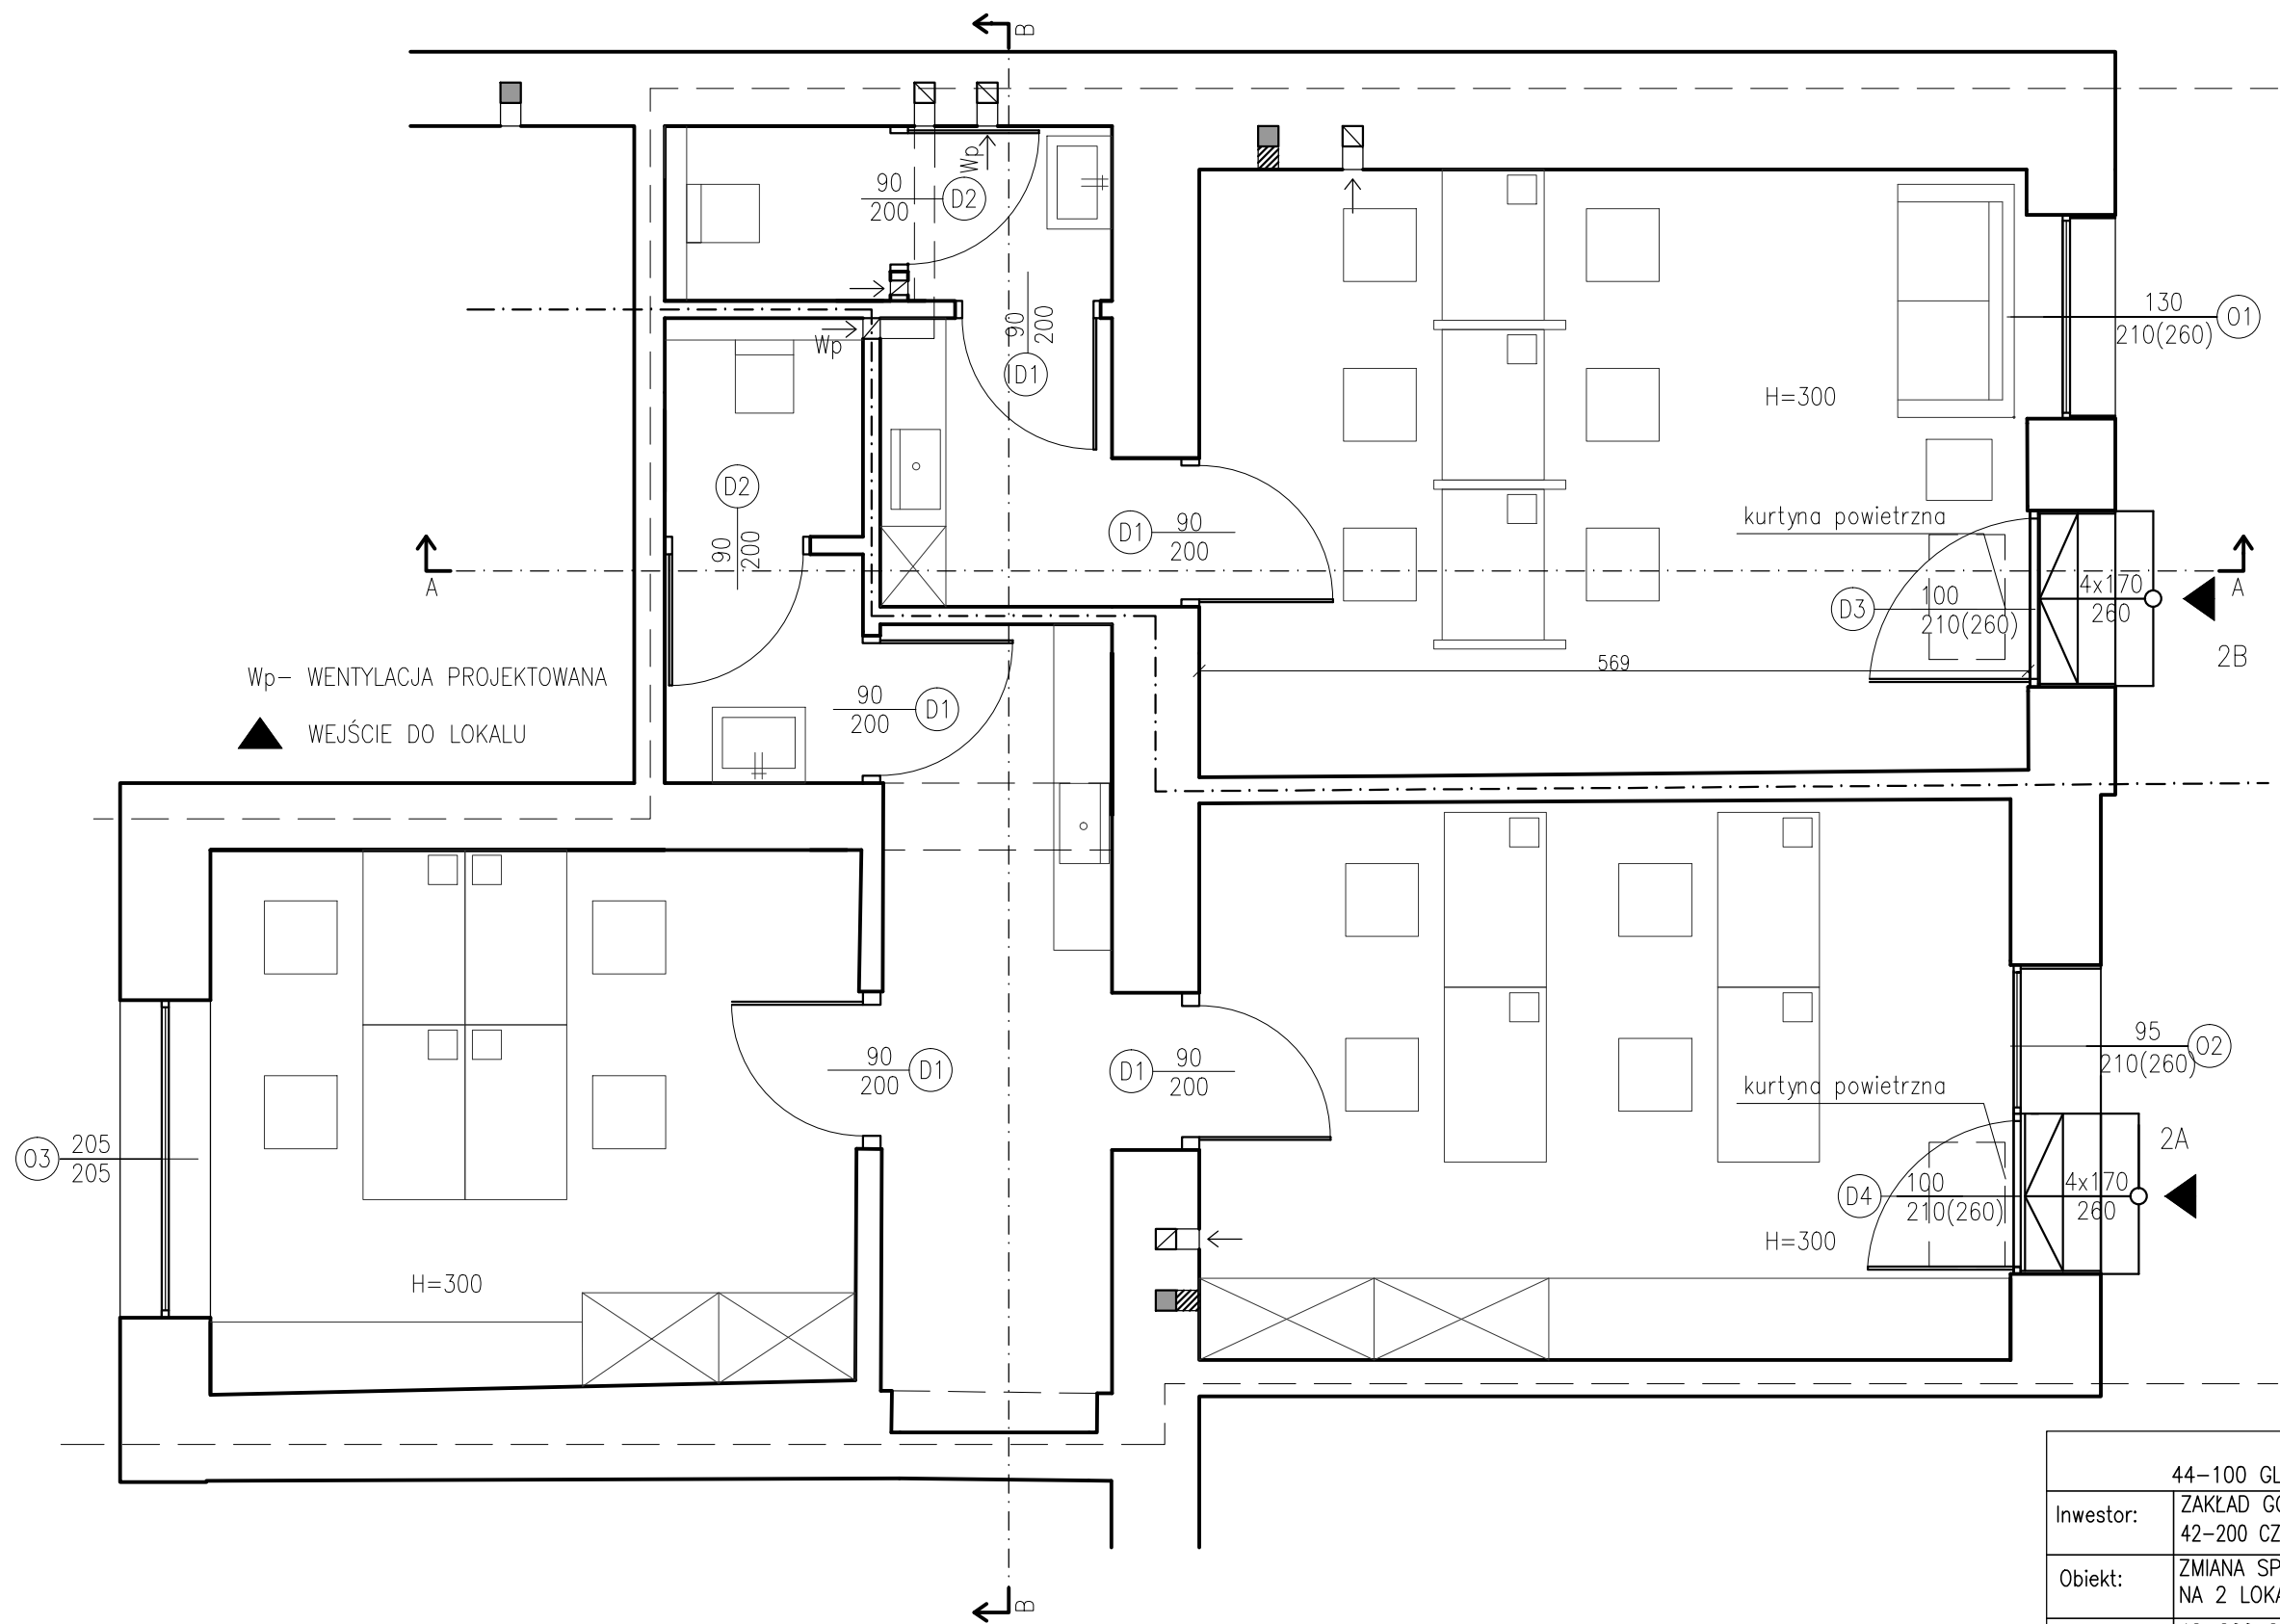 B
Wp
90
200
D2
90
200
D1
130
210(260)
O1
Wp
H=300
D2
90
200
kurtyna powietrzna
D1
90
200
A
A
D3
100
210(260)
4x170
260
2B
569
Wp- WENTYLACJA PROJEKTOWANA
WEJŚCIE DO LOKALU
90
200
D1
90
200
D1
D1
90
200
95
210(260)
O2
kurtyna powietrzna
2A
O3
205
205
D4
100
210(260)
4x170
260
H=300
H=300
44-100 GL
Inwestor:
ZAKŁAD GO
42-200 CZ
Obiekt:
ZMIANA SP
NA 2 LOKA
B